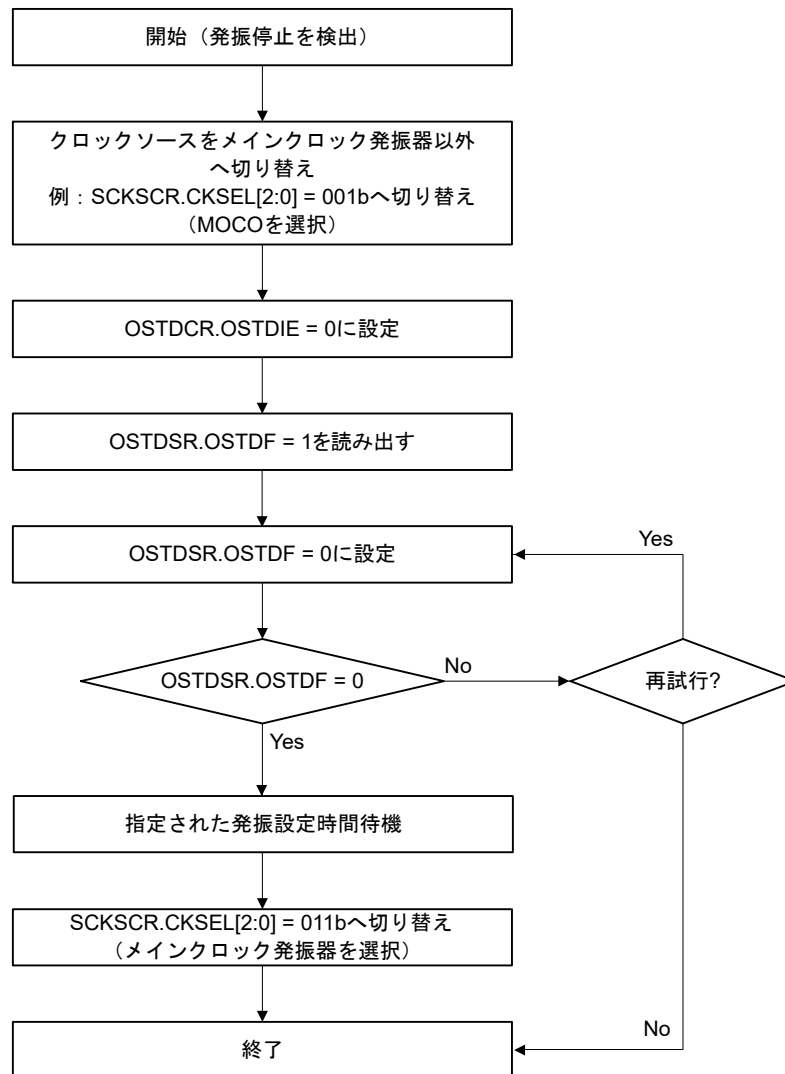 開始（発振停止を検出）
クロックソースをメインクロック発振器以外
へ切り替え
例：SCKSCR.CKSEL[2:0] = 001bへ切り替え
（MOCOを選択）
OSTDCR.OSTDIE = 0に設定
OSTDSR.OSTDF = 1を読み出す
OSTDSR.OSTDF = 0に設定
Yes
OSTDSR.OSTDF = 0
No
再試行?
Yes
指定された発振設定時間待機
SCKSCR.CKSEL[2:0] = 011bへ切り替え
（メインクロック発振器を選択）
No
終了